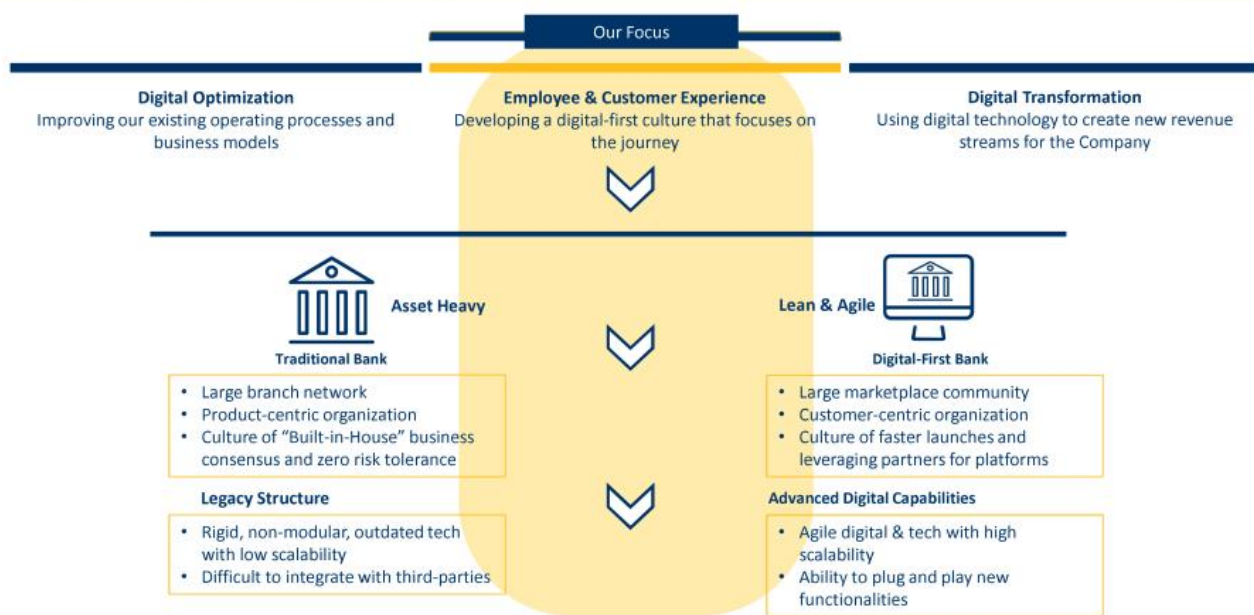 Our Focus
Digital Optimization
Improving our existing operating processes and
business models
Employee & Customer Experience
Developing a digital-first culture that focuses on
the journey
Digital Transformation
Using digital technology to create new revenue
streams for the Company
Asset Heavy
Traditional Bank
• Large branch network
• Product-centric organization
• Culture of “Built-in-House” business
consensus and zero risk tolerance
Legacy Structure
• Rigid, non-modular, outdated tech
with low scalability
• Difficult to integrate with third-parties
Lean & Agile
Digital-First Bank
• Large marketplace community
• Customer-centric organization
• Culture of faster launches and
leveraging partners for platforms
Advanced Digital Capabilities
• Agile digital & tech with high
scalability
• Ability to plug and play new
functionalities